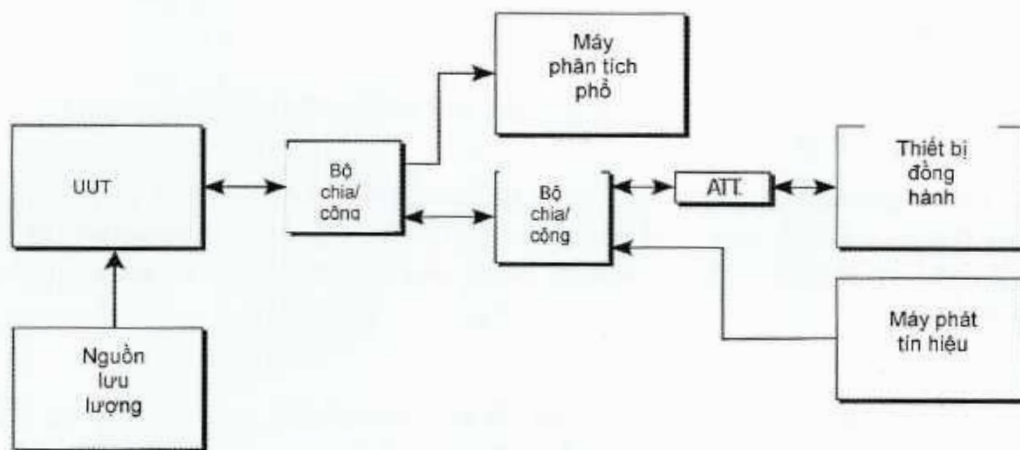 Máy
phân tích
phổ
UUT
Bộ
chia/
công
Bộ
chia/
cộng
ATT.
Thiết bị
đồng
hành
Nguồn
lưu
lượng
Máy phát
tín hiệu